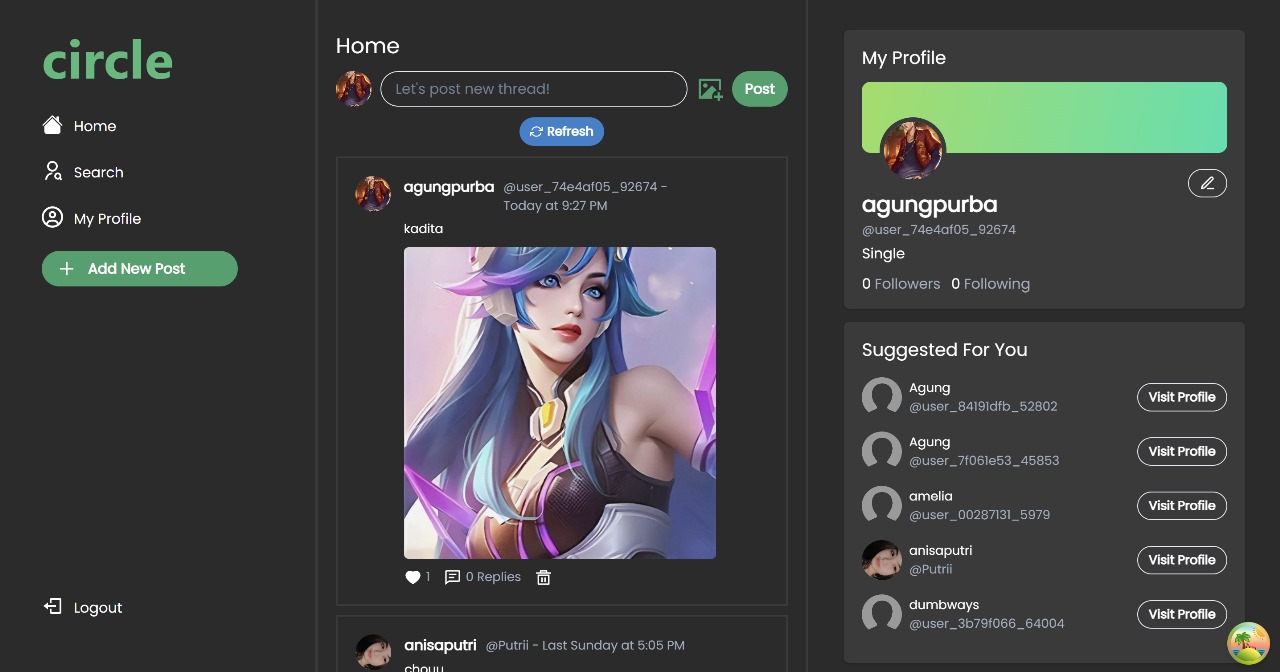 circle
Home
Search
My Profile
Add New Post
Logout
Home
Let's post new thread!
Post
Refresh
agungpurba @user_74e4af05_92674 -
Today at 9:27 PM
kadita
1 0 Replies
anisaputri @Putrii - Last Sunday at 5:05 PM
chouu
My Profile
agungpurba
@user_74e4af05_92674
Single
0 Followers 0 Following
Suggested For You
Agung
@user_84191dfb_52802
Visit Profile
Agung
@user_7f061e53_45853
Visit Profile
amelia
@user_00287131_5979
Visit Profile
anisaputri
@Putrii
Visit Profile
dumbways
@user_3b79f066_64004
Visit Profile